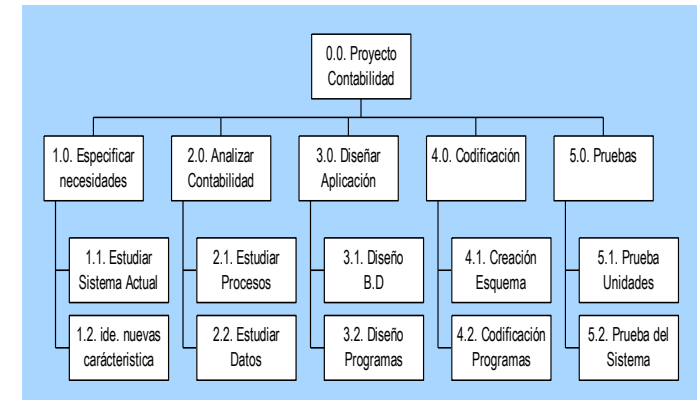 0.0. Proyecto
Contabilidad
1.0. Especificar
necesidades
2.0. Analizar
Contabilidad
3.0. Diseñar
Aplicación
4.0. Codificación
5.0. Pruebas
1.1. Estudiar
Sistema Actual
2.1. Estudiar
Procesos
3.1. Diseño
B.D
4.1. Creación
Esquema
5.1. Prueba
Unidades
1.2. ide. nuevas
carácteristica
2.2. Estudiar
Datos
3.2. Diseño
Programas
4.2. Codificación
Programas
5.2. Prueba del
Sistema